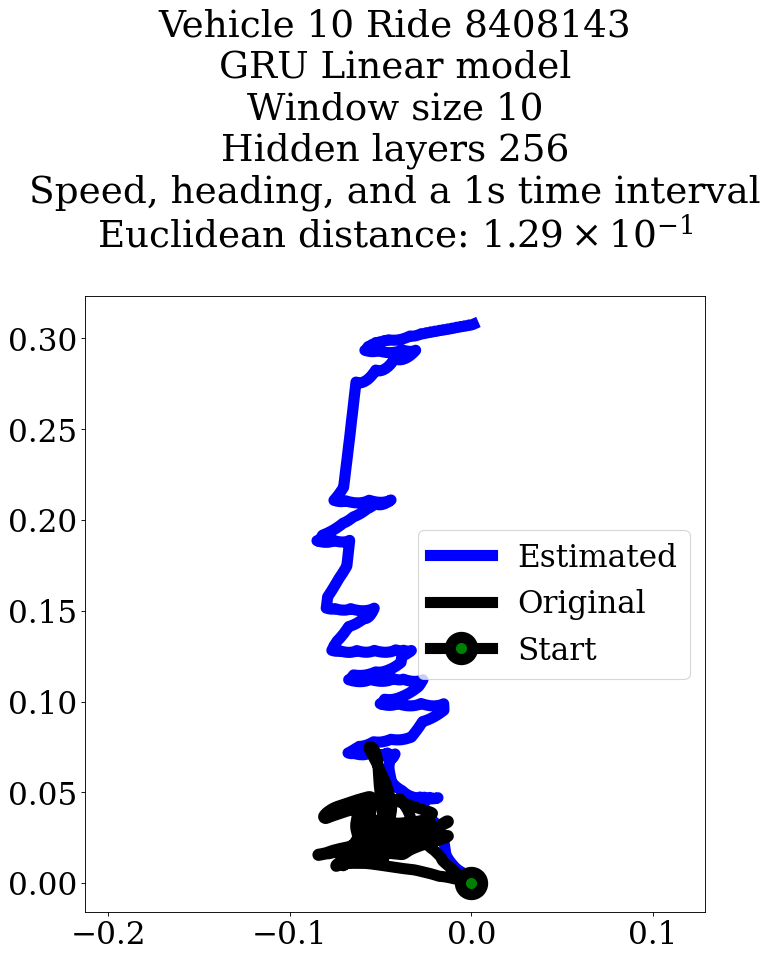 Vehicle 10 Ride 8408143
GRU Linear model
Window size 10
Hidden layers 256
Speed, heading, and a 1s time interval
Euclidean distance: 1.29 × 10⁻¹
0.30
0.25
0.20
0.15
0.10
0.05
0.00
Estimated
Original
Start
−0.2
−0.1
0.0
0.1